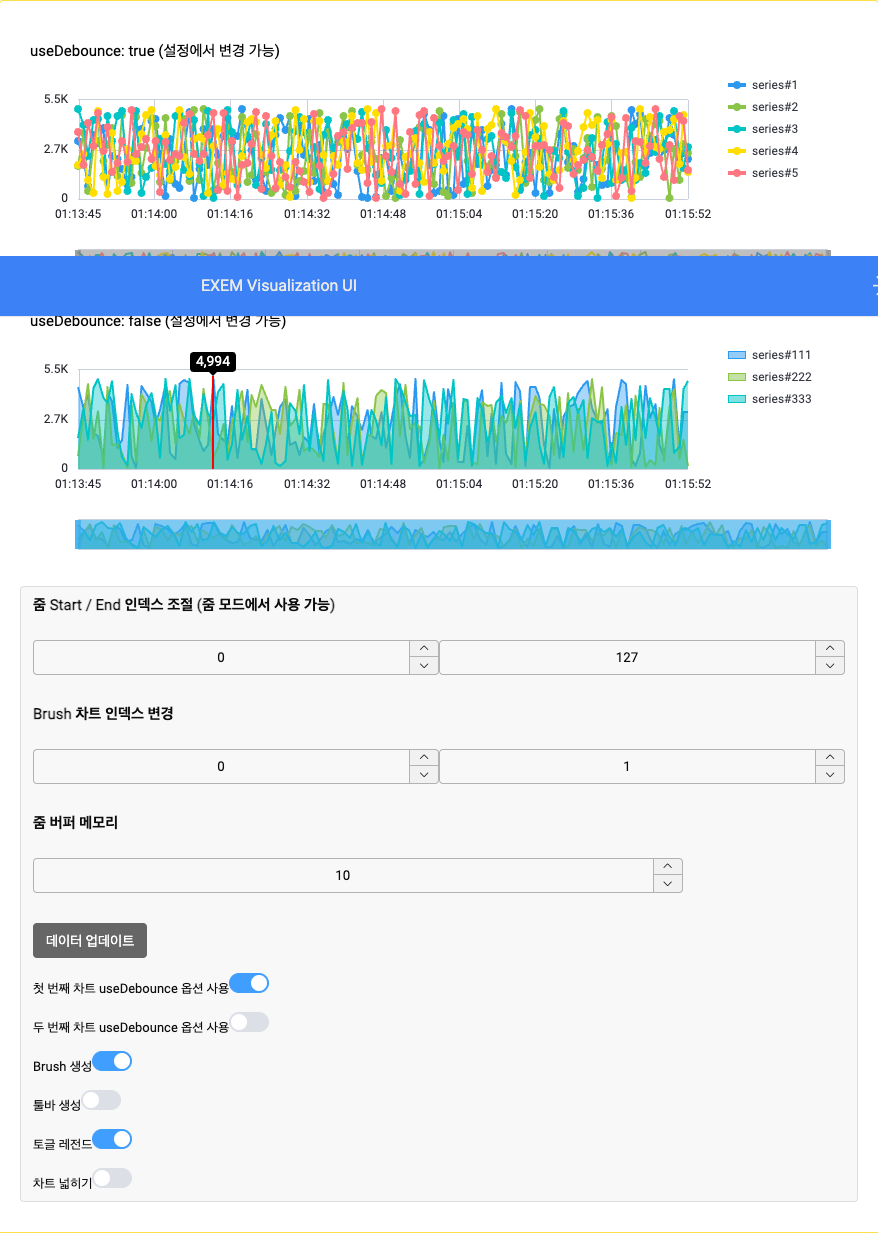 useDebounce: true (설정에서 변경 가능)
5.5K
2.7K
0
01:13:45 01:14:00 01:14:16 01:14:32 01:14:48 01:15:04 01:15:20 01:15:36 01:15:52
series#1
series#2
series#3
series#4
series#5
EXEM Visualization UI
useDebounce: false (설정에서 변경 가능)
4,994
5.5K
2.7K
0
01:13:45 01:14:00 01:14:16 01:14:32 01:14:48 01:15:04 01:15:20 01:15:36 01:15:52
series#111
series#222
series#333
줌 Start / End 인덱스 조절 (줌 모드에서 사용 가능)
0 127
Brush 차트 인덱스 변경
0 1
줌 버퍼 메모리
10
데이터 업데이트
첫 번째 차트 useDebounce 옵션 사용
두 번째 차트 useDebounce 옵션 사용
Brush 생성
툴바 생성
토글 레전드
차트 넓히기